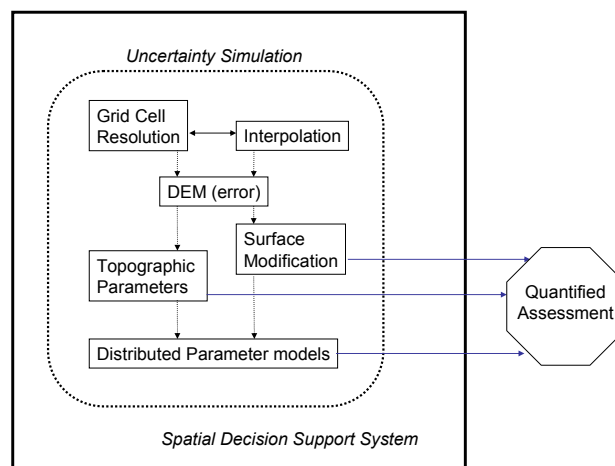 Uncertainty Simulation
Grid Cell
Resolution
Interpolation
DEM (error)
Surface
Modification
Topographic
Parameters
Quantified
Assessment
Distributed Parameter models
Spatial Decision Support System